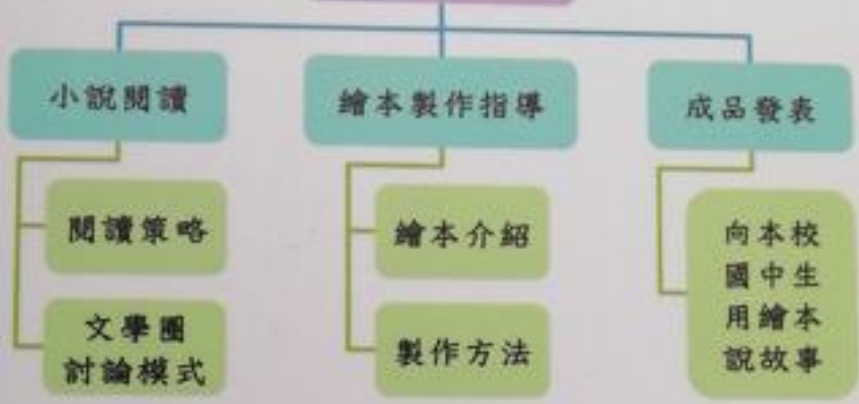 小說閱讀
繪本製作指導
成品發表
閱讀策略
文學圈
討論模式
繪本介紹
製作方法
向本校
國中生
用繪本
說故事